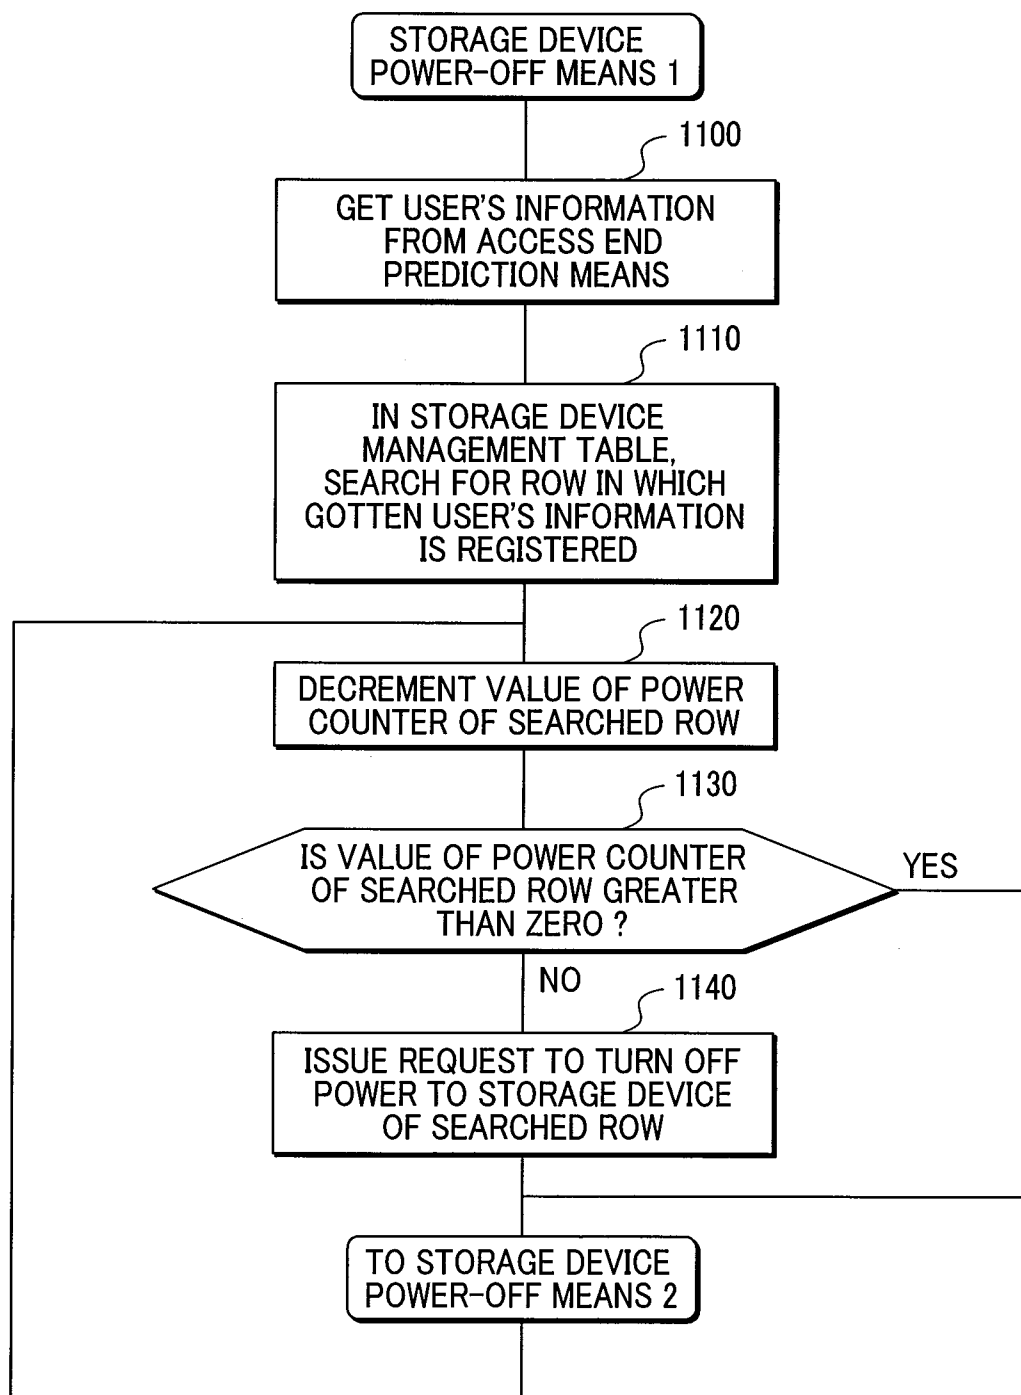 STORAGE DEVICE
POWER-OFF MEANS 1
1100
GET USER'S INFORMATION
FROM ACCESS END
PREDICTION MEANS
1110
IN STORAGE DEVICE
MANAGEMENT TABLE,
SEARCH FOR ROW IN WHICH
GOTTEN USER'S INFORMATION
IS REGISTERED
1120
DECREMENT VALUE OF POWER
COUNTER OF SEARCHED ROW
1130
IS VALUE OF POWER COUNTER
OF SEARCHED ROW GREATER
THAN ZERO ?
YES
NO
1140
ISSUE REQUEST TO TURN OFF
POWER TO STORAGE DEVICE
OF SEARCHED ROW
TO STORAGE DEVICE
POWER-OFF MEANS 2